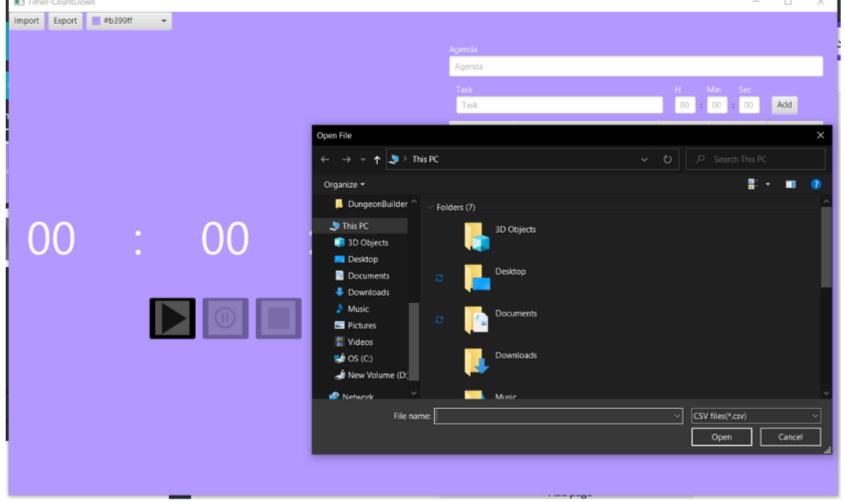 Timer-CountDown
Import Export #b399ff
Agenda
Agenda
Task H Min Sec
Task 00 : 00 : 00 Add
Open File
This PC
Search This PC
Organize
DungeonBuilder
This PC
3D Objects
Desktop
Documents
Downloads
Music
Pictures
Videos
OS (C:)
New Volume (D:
Network
Folders (7)
3D Objects
Desktop
Documents
Downloads
Music
00 : 00 :
File name:
CSV files(*.csv)
Open Cancel
Add page